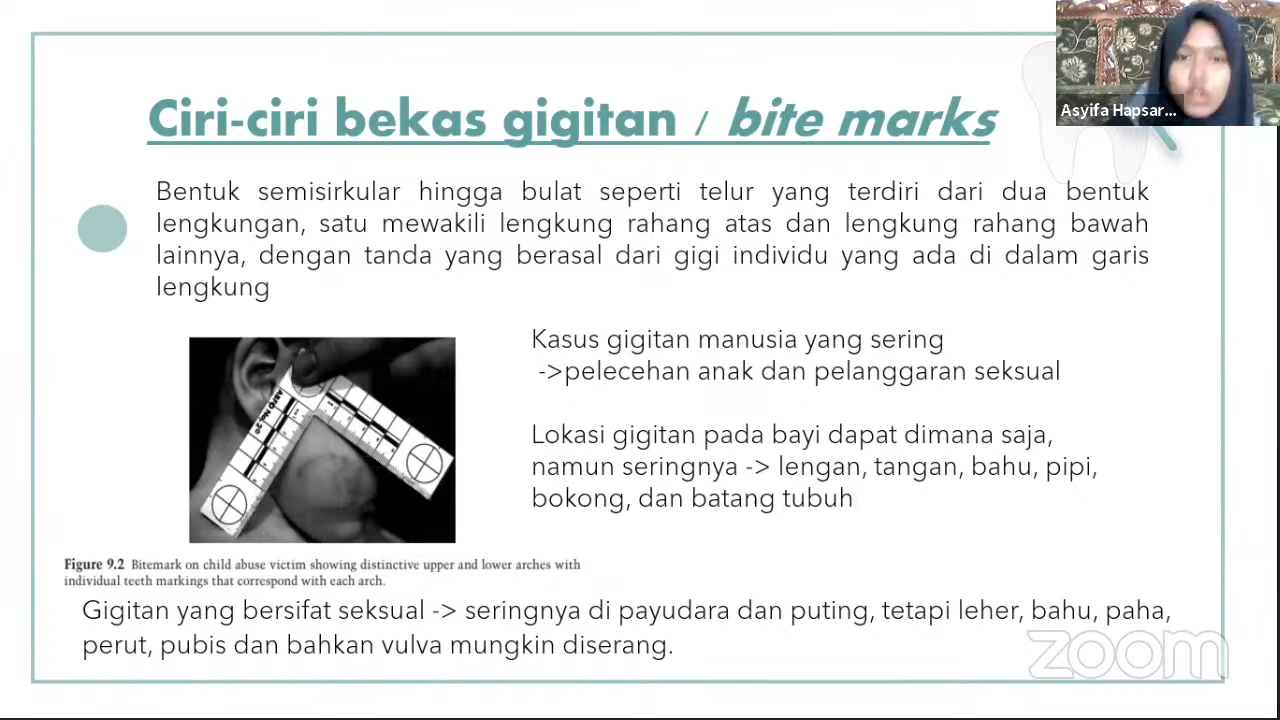 Asyifa Hapsar...
Ciri-ciri bekas gigitan / bite marks
Bentuk semisirkular hingga bulat seperti telur yang terdiri dari dua bentuk
lengkungan, satu mewakili lengkung rahang atas dan lengkung rahang bawah
lainnya, dengan tanda yang berasal dari gigi individu yang ada di dalam garis
lengkung
Kasus gigitan manusia yang sering
->pelecehan anak dan pelanggaran seksual
Lokasi gigitan pada bayi dapat dimana saja,
namun seringnya -> lengan, tangan, bahu, pipi,
bokong, dan batang tubuh
ABFO No. 2
Figure 9.2 Bitemark on child abuse victim showing distinctive upper and lower arches with
individual teeth markings that correspond with each arch.
Gigitan yang bersifat seksual -> seringnya di payudara dan puting, tetapi leher, bahu, paha,
perut, pubis dan bahkan vulva mungkin diserang.
zoom